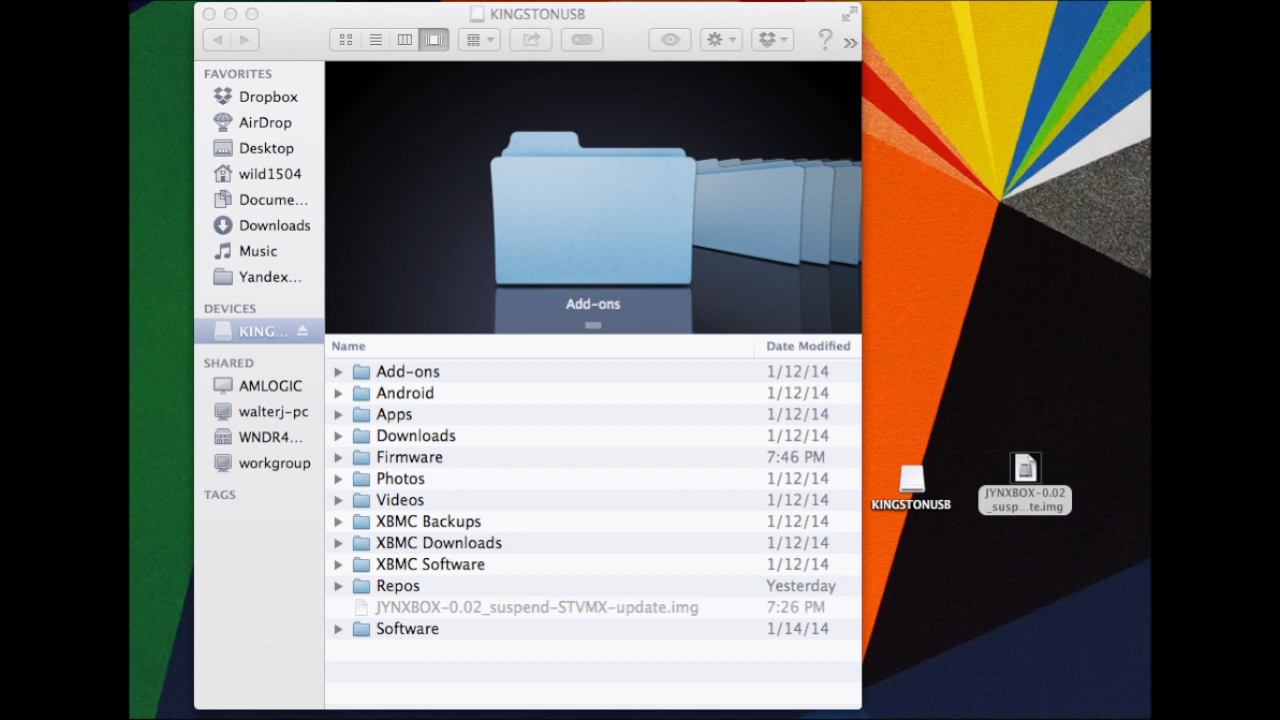 KINGSTONUSB
FAVORITES
Dropbox
AirDrop
Desktop
wild1504
Docume...
Downloads
Music
Yandex...
DEVICES
KING...
SHARED
AMLOGIC
walterj-pc
WNDR4...
workgroup
TAGS
Add-ons
Name Date Modified
Add-ons 1/12/14
Android 1/12/14
Apps 1/12/14
Downloads 1/12/14
Firmware 7:46 PM
Photos 1/12/14
Videos 1/12/14
XBMC Backups 1/12/14
XBMC Downloads 1/12/14
XBMC Software 1/12/14
Repos Yesterday
JYNXBOX-0.02_suspend-STVMX-update.img 7:26 PM
Software 1/14/14
KINGSTONUSB
JYNXBOX-0.02
_susp...te.img